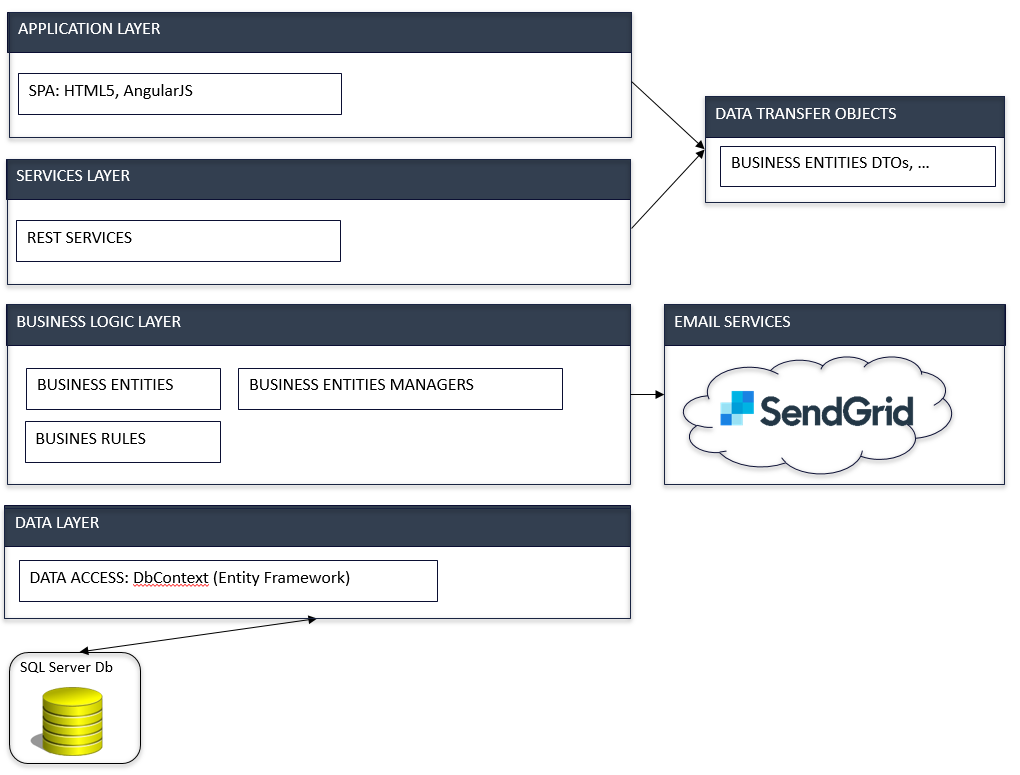 APPLICATION LAYER
SPA: HTML5, AngularJS
DATA TRANSFER OBJECTS
BUSINESS ENTITIES DTOs, ...
SERVICES LAYER
REST SERVICES
BUSINESS LOGIC LAYER
BUSINESS ENTITIES
BUSINESS ENTITIES MANAGERS
BUSINES RULES
EMAIL SERVICES
SendGrid
DATA LAYER
DATA ACCESS: DbContext (Entity Framework)
SQL Server Db